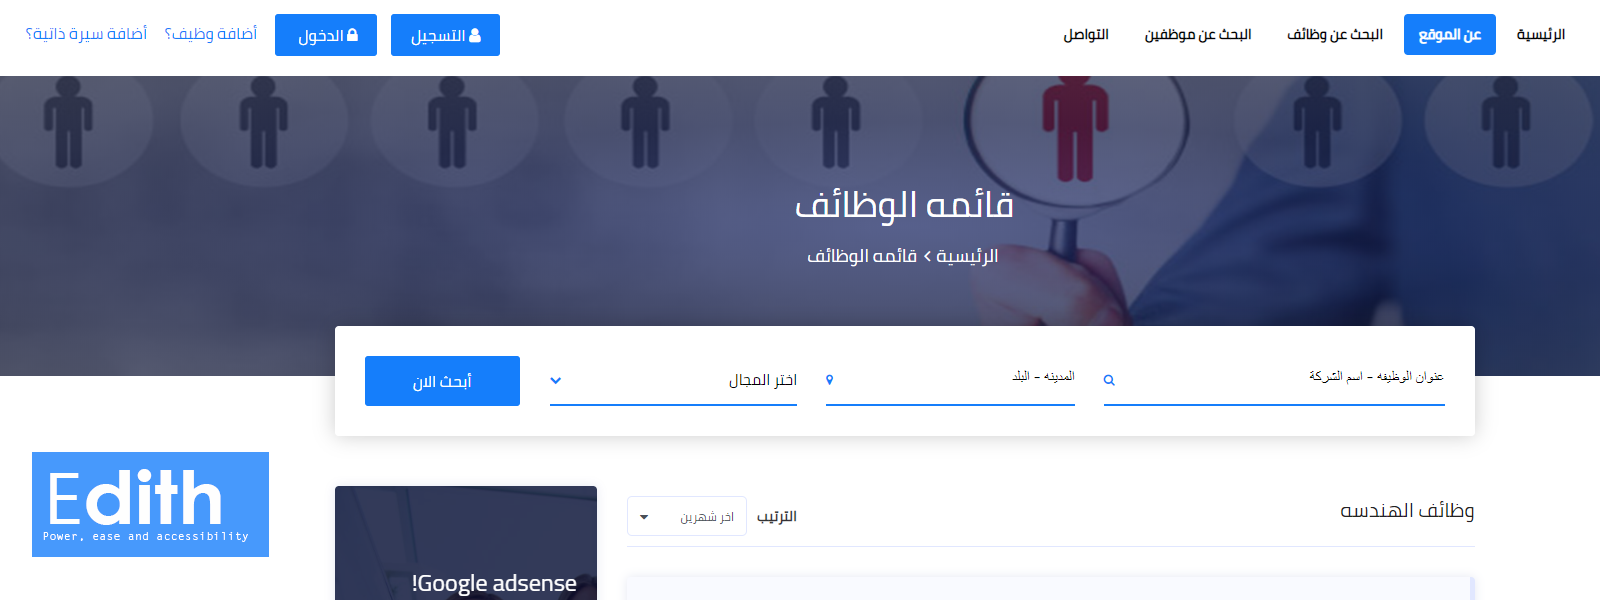 الرئيسية
عن الموقع
البحث عن وظائف
البحث عن موظفين
التواصل
التسجيل
الدخول
أضافة وظيف؟
أضافة سيرة ذاتية؟
قائمه الوظائف
الرئيسية > قائمه الوظائف
عنوان الوظيفه - اسم الشركة
المدينه - البلد
اختر المجال
أبحث الان
وظائف الهندسه
الترتيب
اخر شهرين
Google adsense!
Edith
Power, ease and accessibility